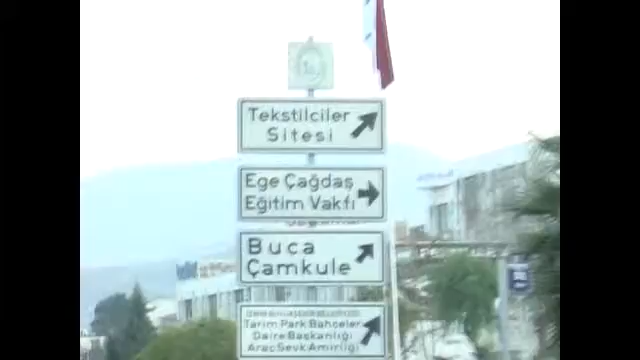 Tekstilciler
Sitesi
Ege Çağdaş
Eğitim Vakfı
Buca
Çamkule
Tarım Park Bahçeler
Daire Başkanlığı
Araç Sevk Amirliği